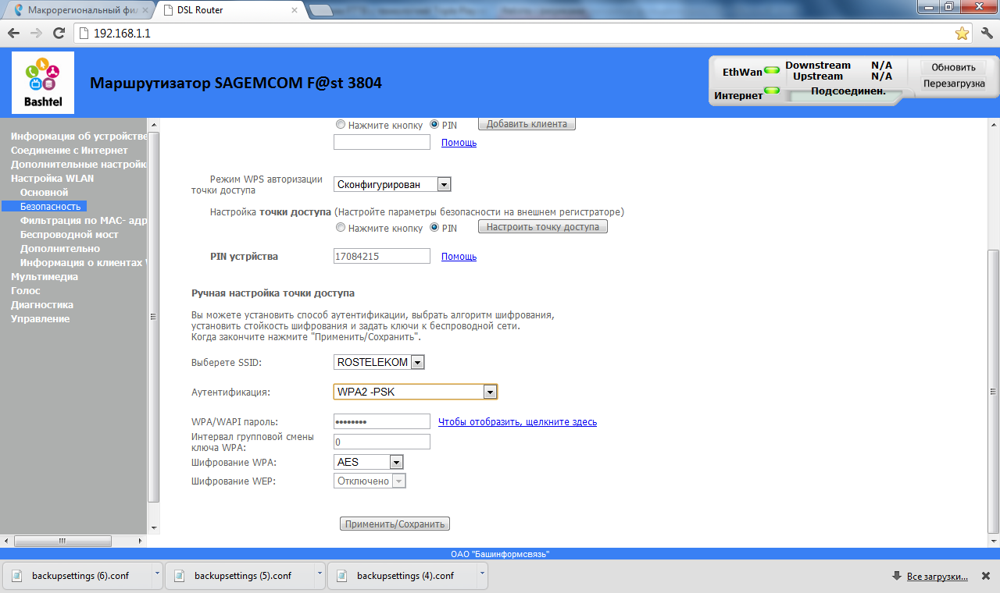 Макрорегиональный фил
DSL Router
192.168.1.1
Bashtel
Маршрутизатор SAGEMCOM F@st 3804
EthWan
Downstream N/A
Upstream N/A
Интернет
Подсоединен.
Обновить
Перезагрузка
Информация об устройстве
Соединение с Интернет
Дополнительные настройк
Настройка WLAN
Основной
Безопасность
Фильтрация по MAC- адр
Беспроводной мост
Дополнительно
Информация о клиентах
Мультимедиа
Голос
Диагностика
Управление
Нажмите кнопку PIN Добавить клиента
Помощь
Режим WPS авторизации
точки доступа
Сконфигурирован
Настройка точки доступа (Настройте параметры безопасности на внешнем регистраторе)
Нажмите кнопку PIN Настроить точку доступа
PIN устрйства 17084215 Помощь
Ручная настройка точки доступа
Вы можете установить способ аутентификации, выбрать алгоритм шифрования,
установить стойкость шифрования и задать ключи к беспроводной сети.
Когда закончите нажмите "Применить/Сохранить".
Выберете SSID: ROSTELEKOM
Аутентификация: WPA2 -PSK
WPA/WAPI пароль: •••••••• Чтобы отобразить, щелкните здесь
Интервал групповой смены
ключа WPA:
0
Шифрование WPA: AES
Шифрование WEP: Отключено
Применить/Сохранить
ОАО "Башинформсвязь"
backupsettings (6).conf
backupsettings (5).conf
backupsettings (4).conf
Все загрузки...